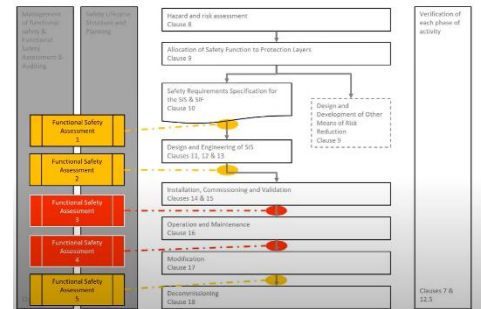 Management
of functional
safety &
Functional
Safety
Assessment &
Auditing
Safety Lifecycle
Structure and
Planning
Hazard and risk assessment
Clause 8
Allocation of Safety Function to Protection Layers
Clause 9
Safety Requirements Specification for
the SIS & SIF
Clause 10
Design and
Development of Other
Means of Risk
Reduction
Clause 9
Design and Engineering of SIS
Clauses 11, 12 & 13
Installation, Commissioning and Validation
Clauses 14 & 15
Operation and Maintenance
Clause 16
Modification
Clause 17
Decommissioning
Clause 18
Functional Safety
Assessment
1
Functional Safety
Assessment
2
Functional Safety
Assessment
3
Functional Safety
Assessment
4
Functional Safety
Assessment
5
Verification of
each phase of
activity
Clauses 7 &
12.5